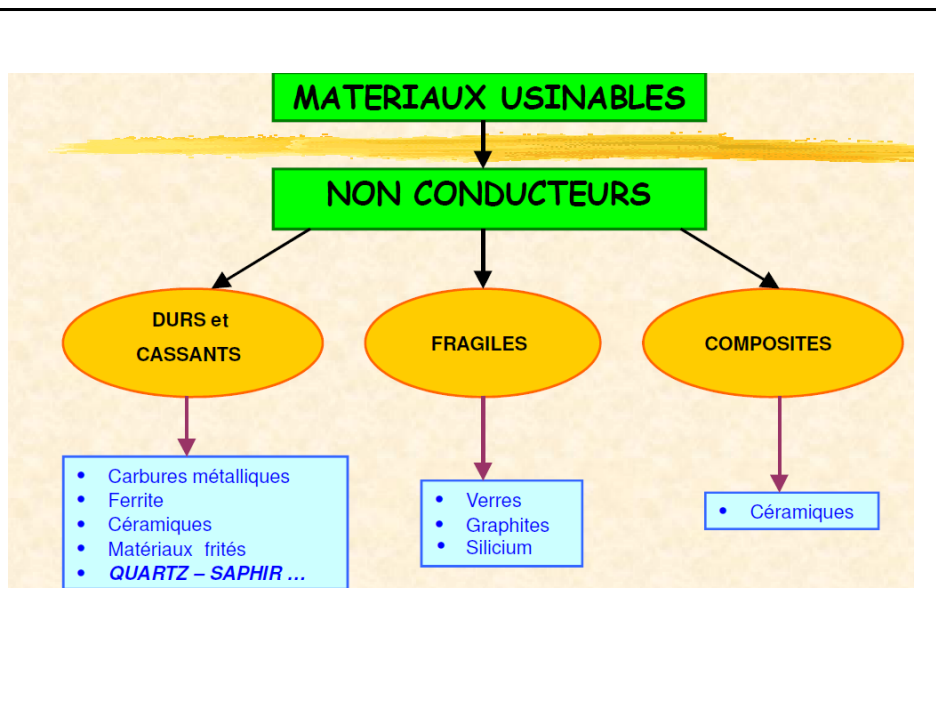 MATERIAUX USINABLES
NON CONDUCTEURS
DURS et
CASSANTS
FRAGILES
COMPOSITES
• Carbures métalliques
• Ferrite
• Céramiques
• Matériaux frités
• QUARTZ – SAPHIR ...
• Verres
• Graphites
• Silicium
• Céramiques